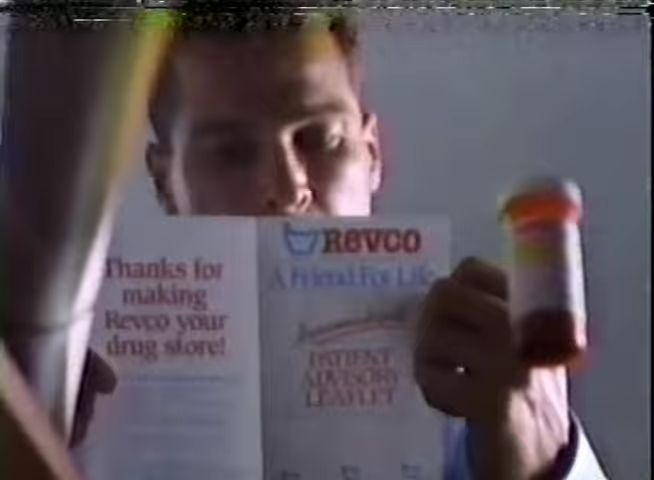 Thanks for
making
Revco your
drug store!
REVCO
A Friend For Life
PATIENT
ADVISORY
LEAFLET